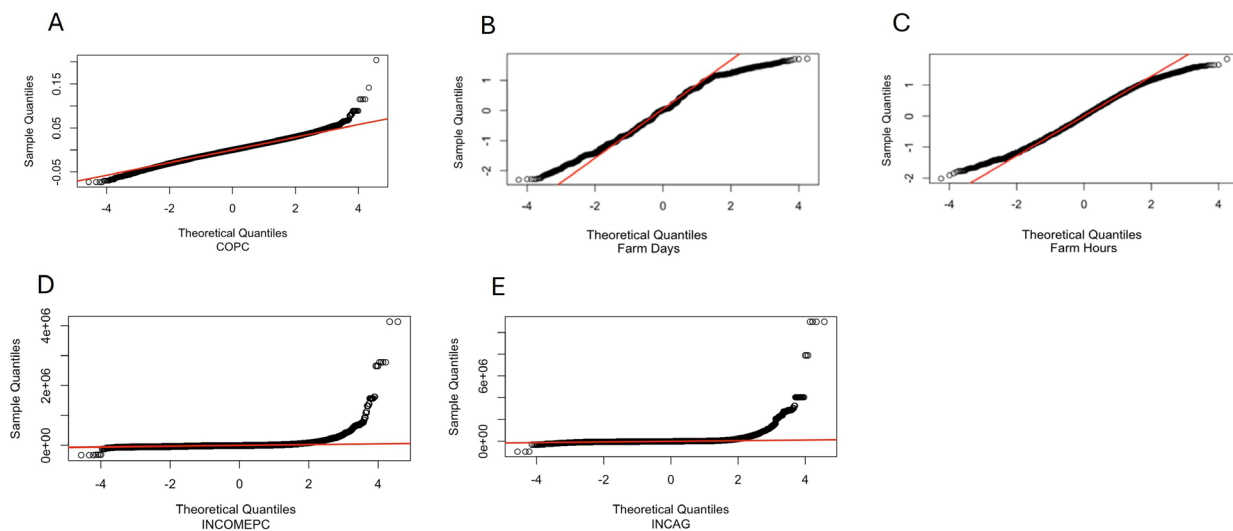 A
Sample Quantiles
0.15
0.05
-0.05
-4 -2 0 2 4
Theoretical Quantiles
COPC
B
Sample Quantiles
1
0
-1
-2
-4 -2 0 2 4
Theoretical Quantiles
Farm Days
C
Sample Quantiles
1
0
-1
-2
-4 -2 0 2 4
Theoretical Quantiles
Farm Hours
D
Sample Quantiles
4e+06
2e+06
0e+00
-4 -2 0 2 4
Theoretical Quantiles
INCOMEPC
E
Sample Quantiles
6e+06
0e+00
-4 -2 0 2 4
Theoretical Quantiles
INCAG